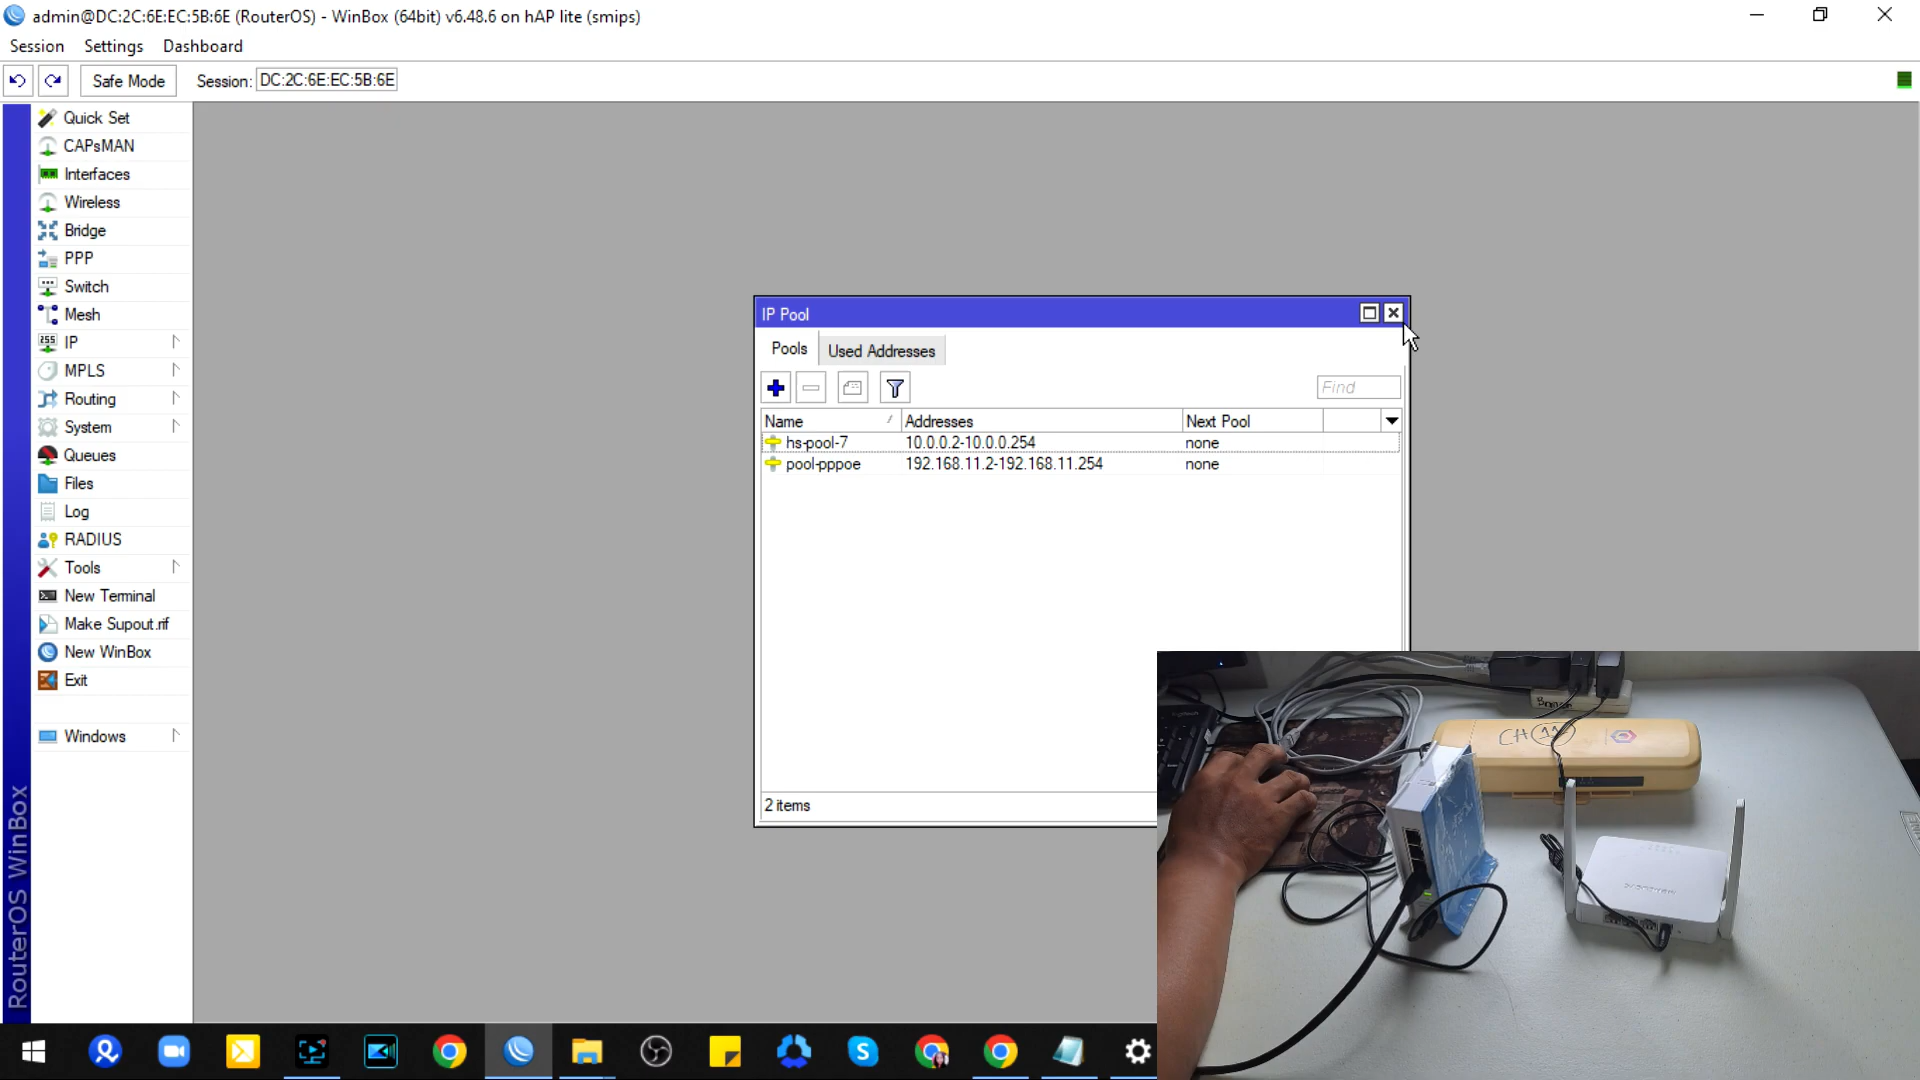 admin@DC:2C:6E:EC:5B:6E (RouterOS) - WinBox (64bit) v6.48.6 on hAP lite (smips)
Session Settings Dashboard
Safe Mode Session: DC:2C:6E:EC:5B:6E
Quick Set
CAPsMAN
Interfaces
Wireless
Bridge
PPP
Switch
Mesh
IP
MPLS
Routing
System
Queues
Files
Log
RADIUS
Tools
New Terminal
Make Supout.rif
New WinBox
Exit
Windows
RouterOS WinBox
IP Pool
Pools Used Addresses
Find
Name Addresses Next Pool
hs-pool-7 10.0.0.2-10.0.0.254 none
pool-pppoe 192.168.11.2-192.168.11.254 none
2 items
CH 11